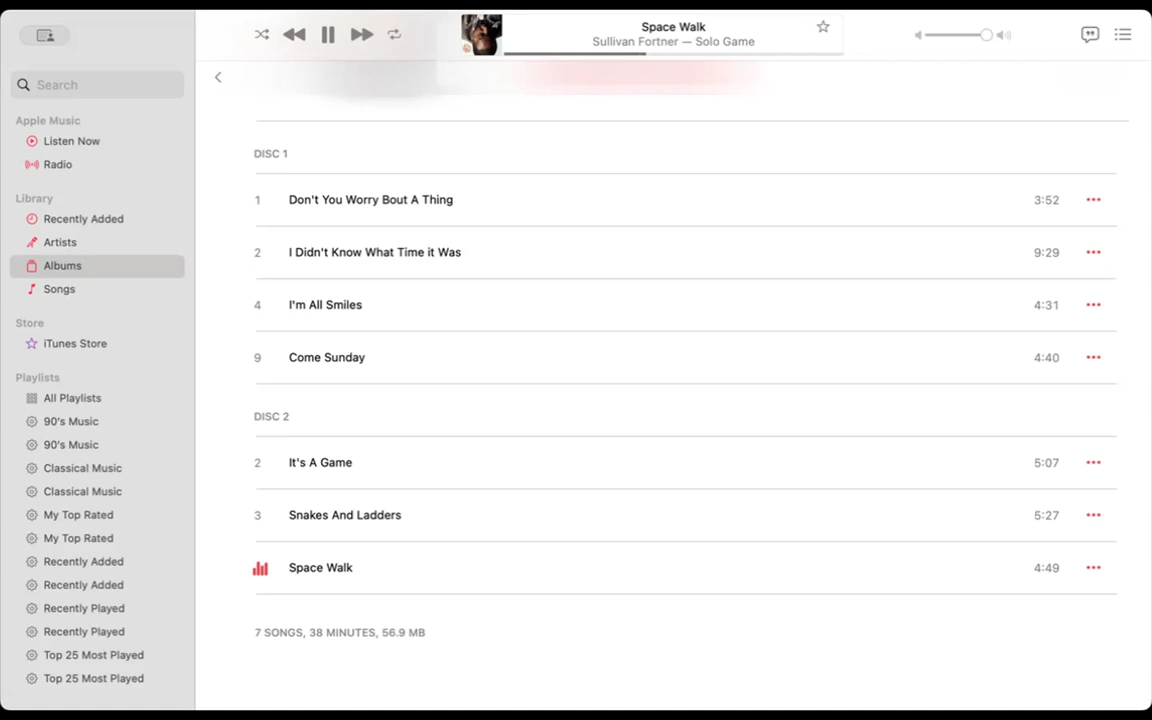 Space Walk
Sullivan Fortner — Solo Game
Search
Apple Music
Listen Now
Radio
Library
Recently Added
Artists
Albums
Songs
Store
iTunes Store
Playlists
All Playlists
90's Music
90's Music
Classical Music
Classical Music
My Top Rated
My Top Rated
Recently Added
Recently Added
Recently Played
Recently Played
Top 25 Most Played
Top 25 Most Played
DISC 1
1 Don't You Worry Bout A Thing 3:52
2 I Didn't Know What Time it Was 9:29
4 I'm All Smiles 4:31
9 Come Sunday 4:40
DISC 2
2 It's A Game 5:07
3 Snakes And Ladders 5:27
Space Walk 4:49
7 SONGS, 38 MINUTES, 56.9 MB